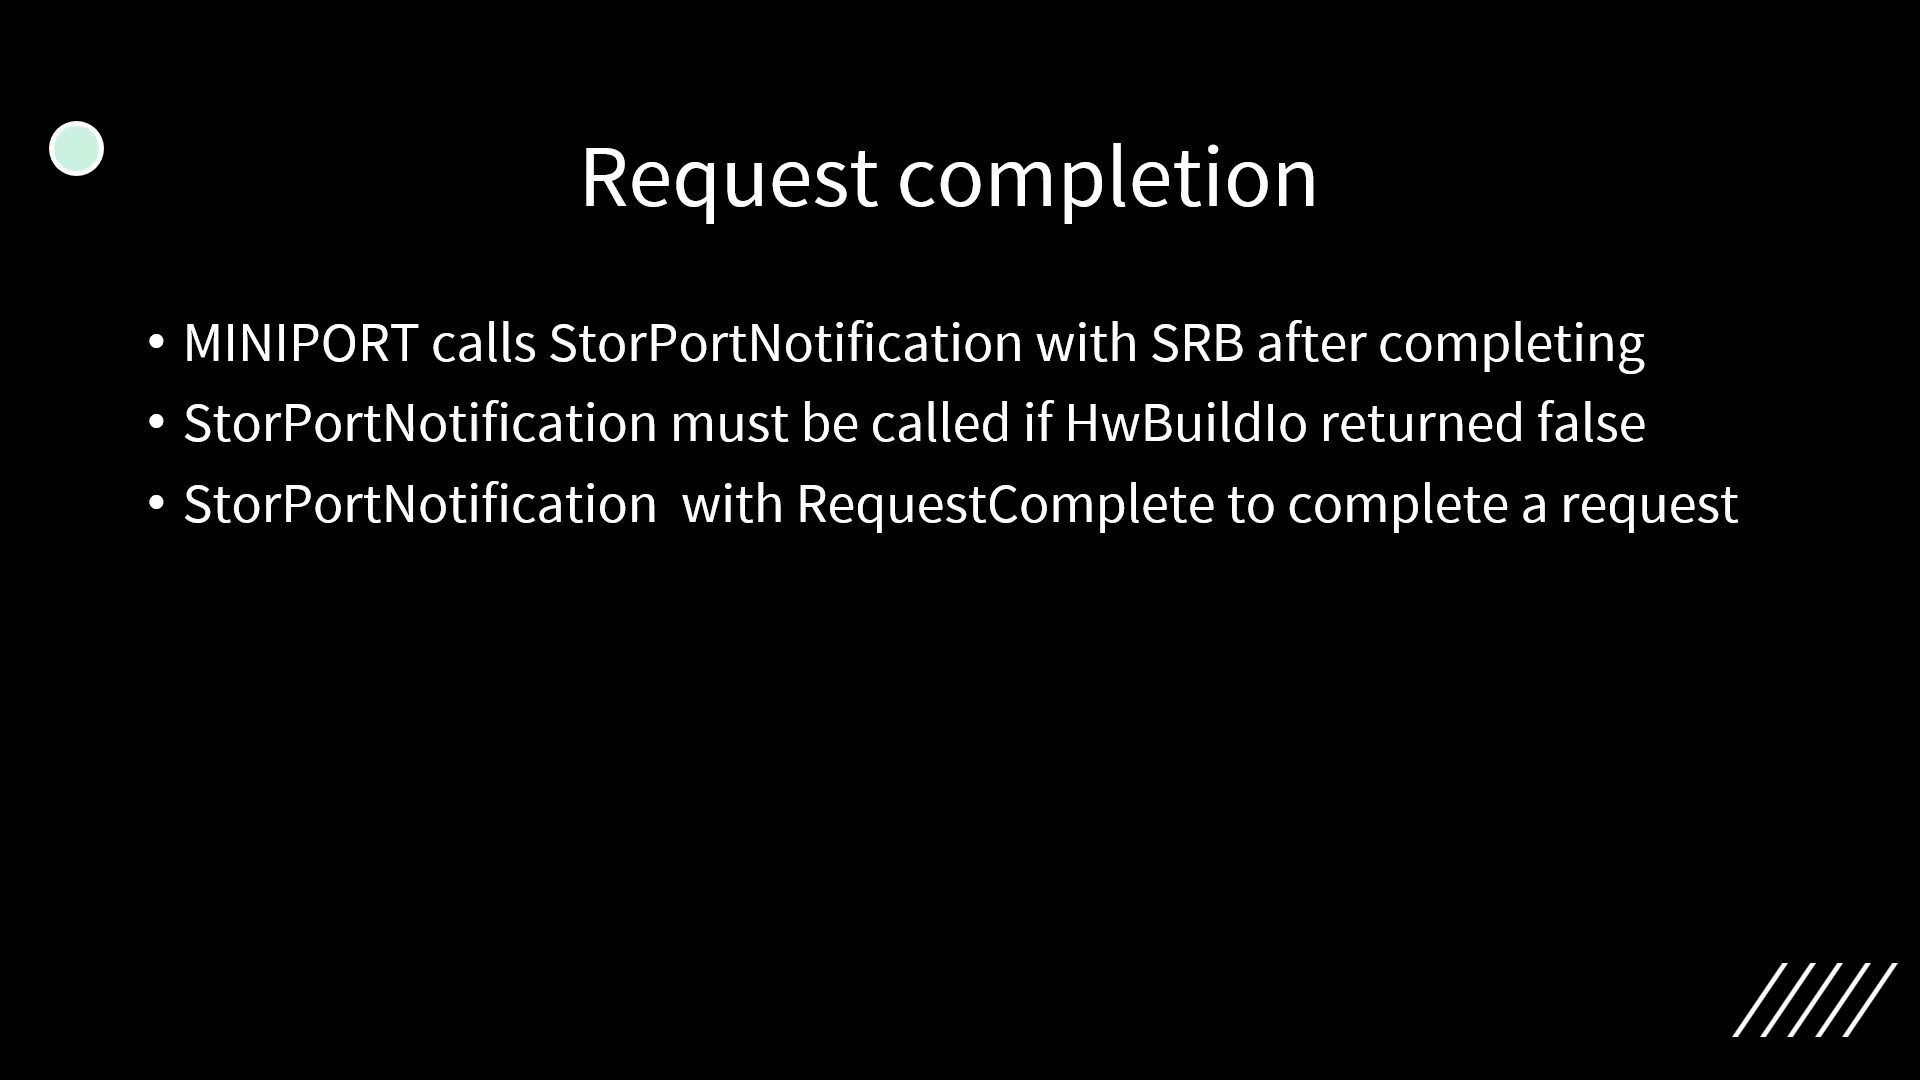 Request completion
• MINIPORT calls StorPortNotification with SRB after completing
• StorPortNotification must be called if HwBuildIo returned false
• StorPortNotification  with RequestComplete to complete a request